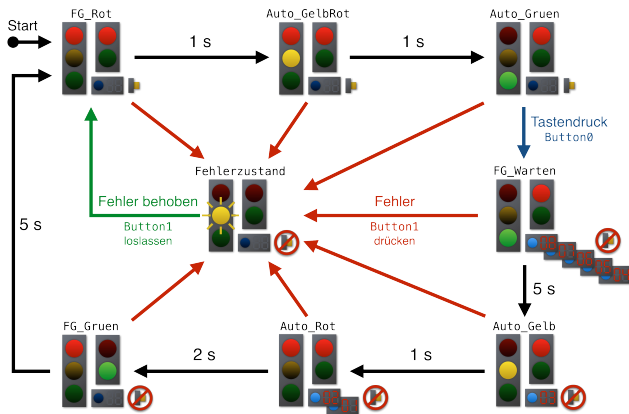 FG_Rot
Auto_GelbRot
Auto_Gruen
Start
1 s
1 s
Tastendruck
Button0
Fehlerzustand
FG_Warten
Fehler behoben
Button1
loslassen
Fehler
Button1
drücken
5 s
5 s
FG_Gruen
Auto_Rot
Auto_Gelb
2 s
1 s